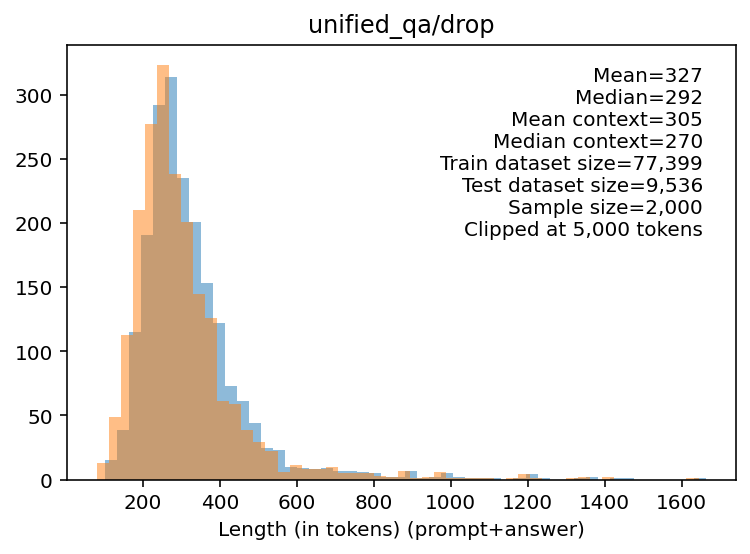 unified_qa/drop
Mean=327
Median=292
Mean context=305
Median context=270
Train dataset size=77,399
Test dataset size=9,536
Sample size=2,000
Clipped at 5,000 tokens
300
250
200
150
100
50
0
200 400 600 800 1000 1200 1400 1600
Length (in tokens) (prompt+answer)